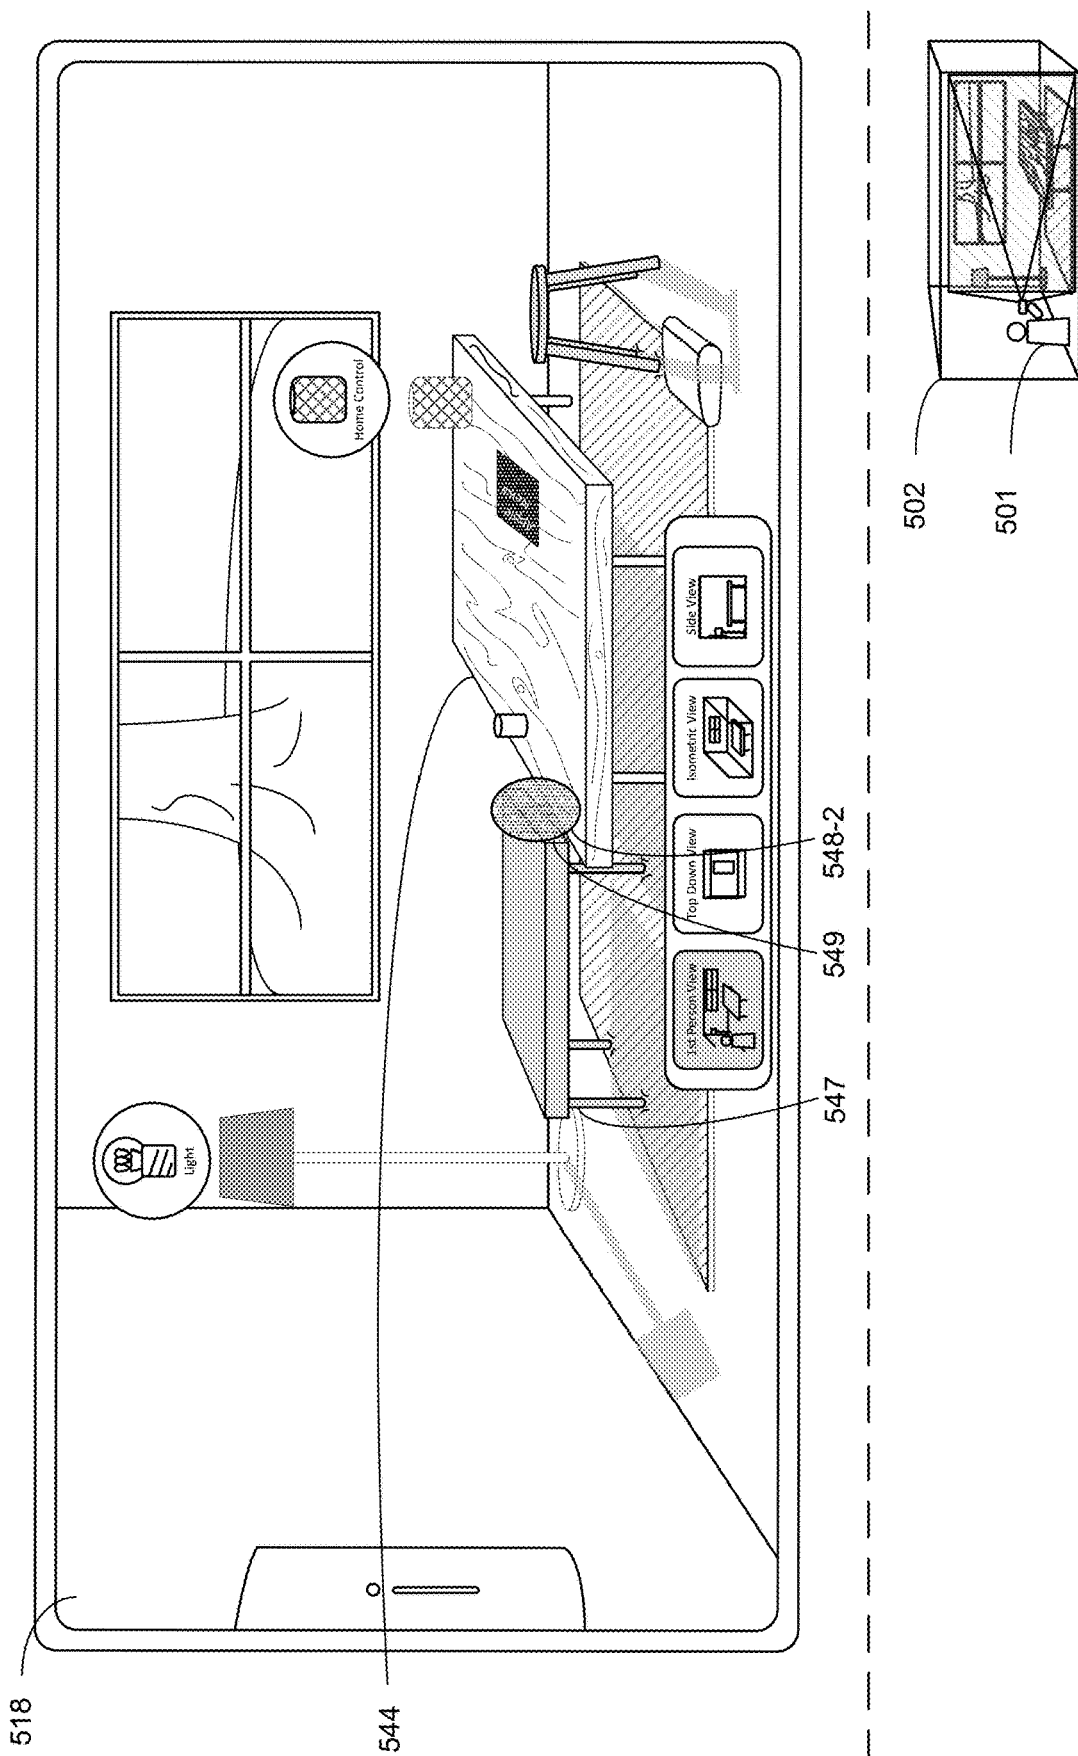 518
544
Light
Home Control
1st Person View
Top Down View
Isometric View
Side View
547
549
548-2
502
501